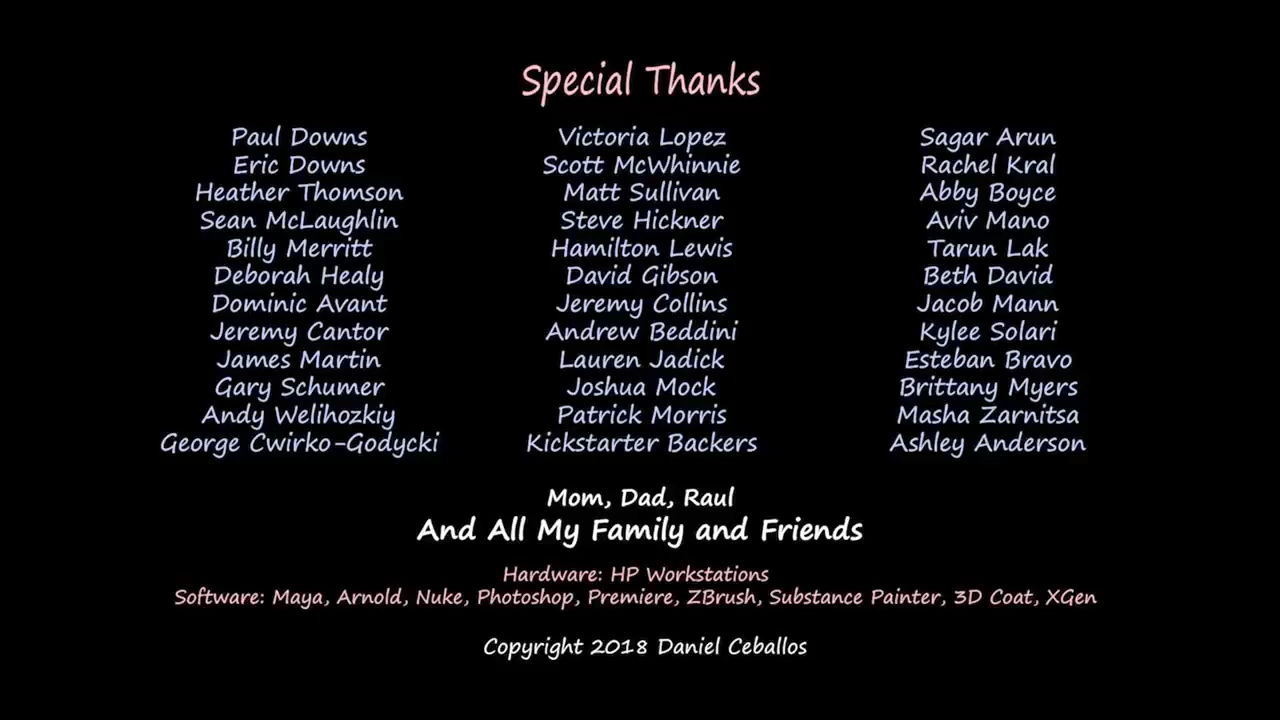 Special Thanks
Paul Downs
Eric Downs
Heather Thomson
Sean McLaughlin
Billy Merritt
Deborah Healy
Dominic Avant
Jeremy Cantor
James Martin
Gary Schumer
Andy Welihozkiy
George Cwirko-Godycki
Victoria Lopez
Scott McWhinnie
Matt Sullivan
Steve Hickner
Hamilton Lewis
David Gibson
Jeremy Collins
Andrew Beddini
Lauren Jadick
Joshua Mock
Patrick Morris
Kickstarter Backers
Sagar Arun
Rachel Kral
Abby Boyce
Aviv Mano
Tarun Lak
Beth David
Jacob Mann
Kylee Solari
Esteban Bravo
Brittany Myers
Masha Zarnitsa
Ashley Anderson
Mom, Dad, Raul
And All My Family and Friends
Hardware: HP Workstations
Software: Maya, Arnold, Nuke, Photoshop, Premiere, ZBrush, Substance Painter, 3D Coat, XGen
Copyright 2018 Daniel Ceballos